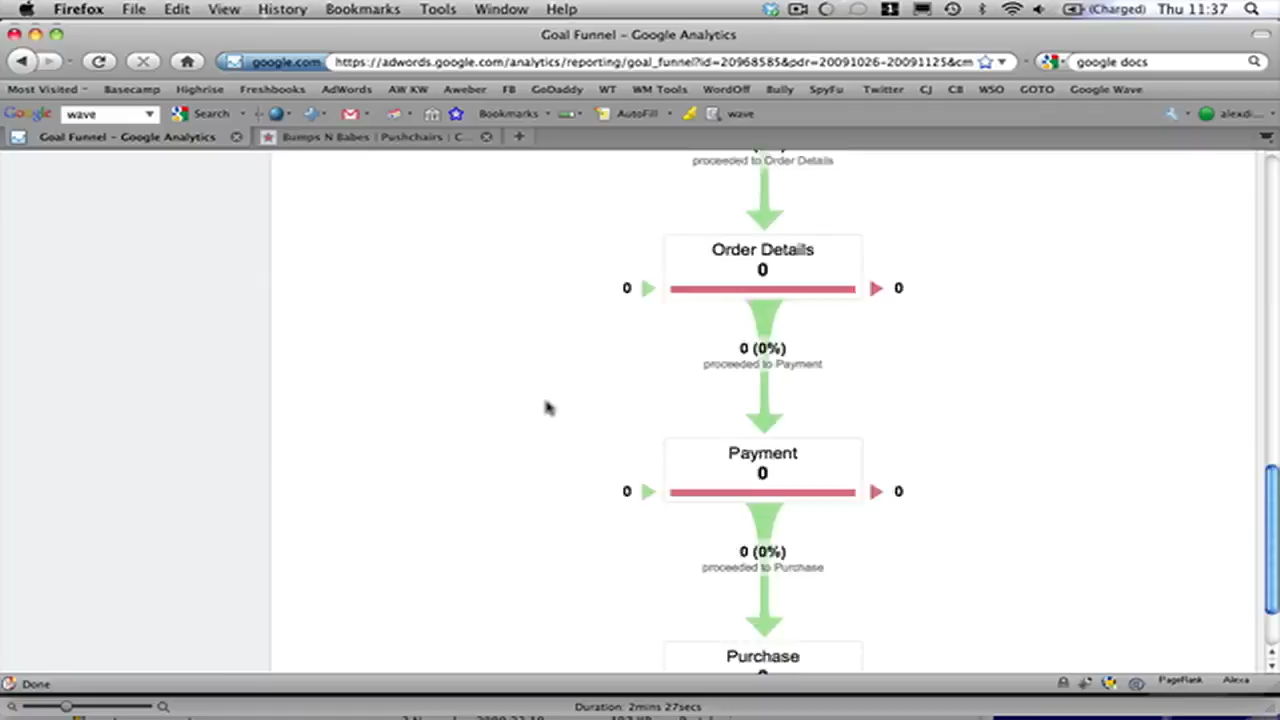 Firefox File Edit View History Bookmarks Tools Window Help (Charged) Thu 11:37
Goal Funnel - Google Analytics
google.com https://adwords.google.com/analytics/reporting/goal_funnel?id=20968585&pdr=20091026-20091125&cm google docs
Most Visited Basecamp Highrise Freshbooks AdWords AW KW Aweber FB GoDaddy WT WM Tools WordOff Bully SpyFu Twitter CJ CB WSO GOTO Google Wave
Google wave Search Bookmarks AutoFill wave alexdi...
Goal Funnel - Google Analytics Bumps N Babes | Pushchairs | C...
proceeded to Order Details
Order Details
0
0 0
0 (0%)
proceeded to Payment
Payment
0
0 0
0 (0%)
proceeded to Purchase
Purchase
Done PageRank Alexa
Duration: 2mins 27secs